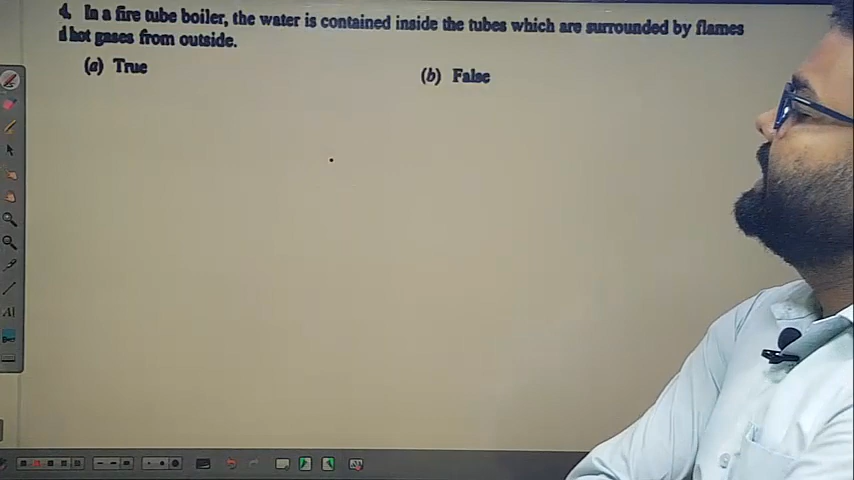 4. In a fire tube boiler, the water is contained inside the tubes which are surrounded by flames
d hot gases from outside.
(a) True
(b) False